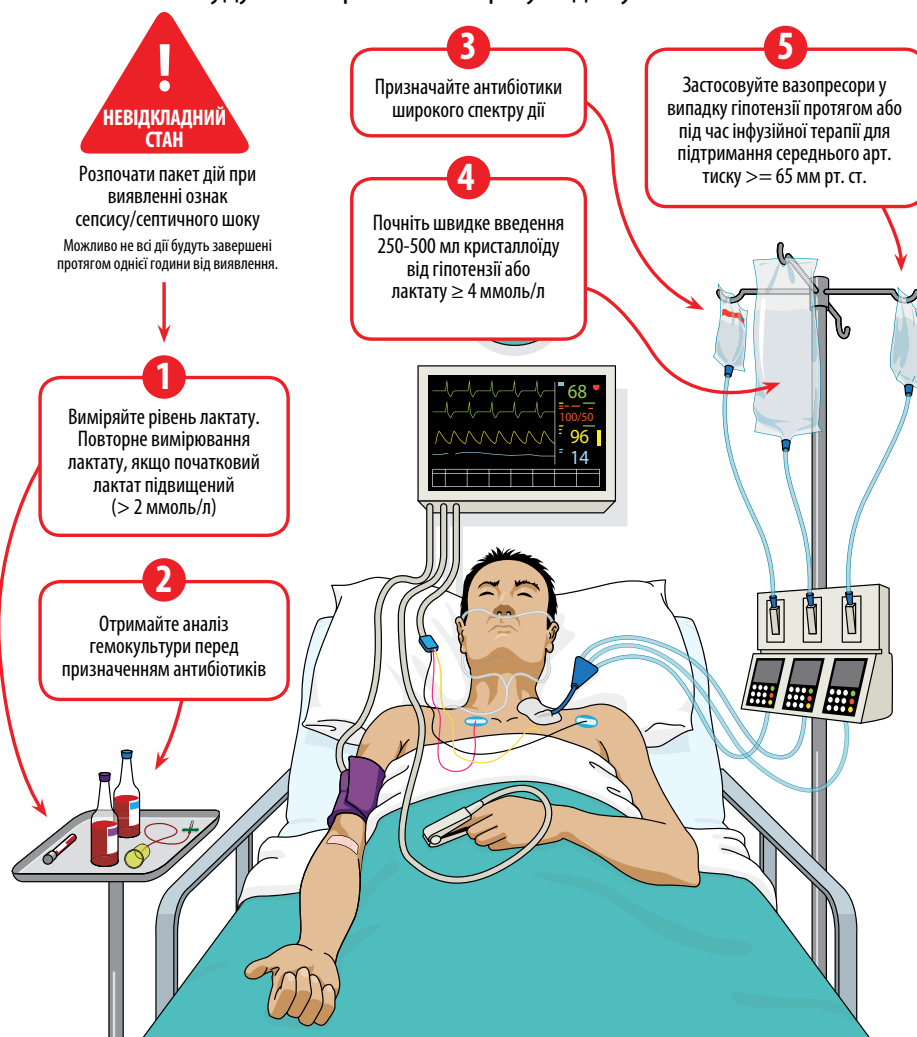 !
НЕВІДКЛАДНИЙ
СТАН
Розпочати пакет дій при
виявленні ознак
сепсису/септичного шоку
Можливо не всі дії будуть завершені
протягом однієї години від виявлення.
1
Виміряйте рівень лактату.
Повторне вимірювання
лактату, якщо початковий
лактат підвищений
(> 2 ммоль/л)
2
Отримайте аналіз
гемокультури перед
призначенням антибіотиків
3
Призначайте антибіотики
широкого спектру дії
4
Почніть швидке введення
250-500 мл кристаллоїду
від гіпотензії або
лактату ≥ 4 ммоль/л
5
Застосовуйте вазопресори у
випадку гіпотензії протягом або
під час інфузійної терапії для
підтримання середнього арт.
тиску >= 65 мм рт. ст.
68
100/50
96
14